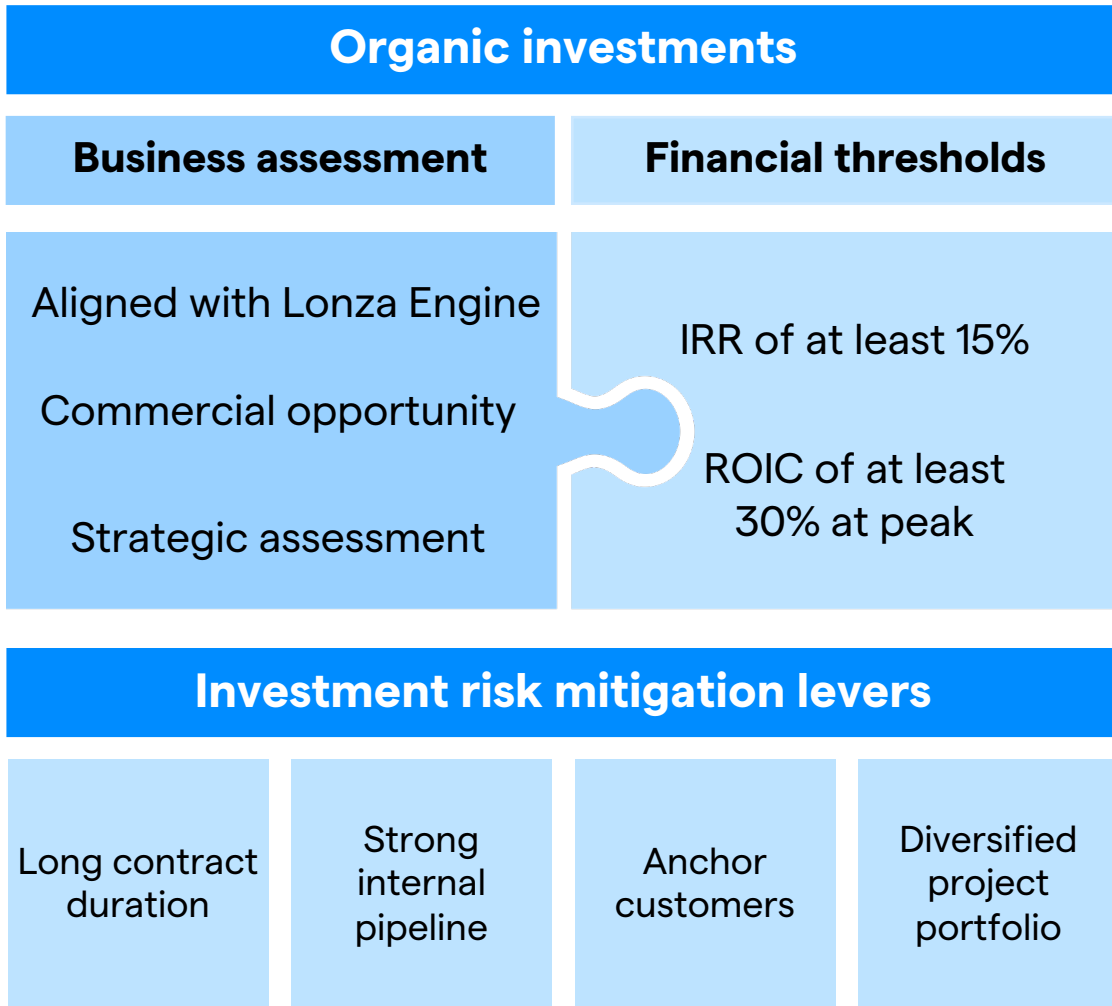 Organic investments
Business assessment
Financial thresholds
Aligned with Lonza Engine
Commercial opportunity
Strategic assessment
IRR of at least 15%
ROIC of at least
30% at peak
Investment risk mitigation levers
Long contract
duration
Strong
internal
pipeline
Anchor
customers
Diversified
project
portfolio